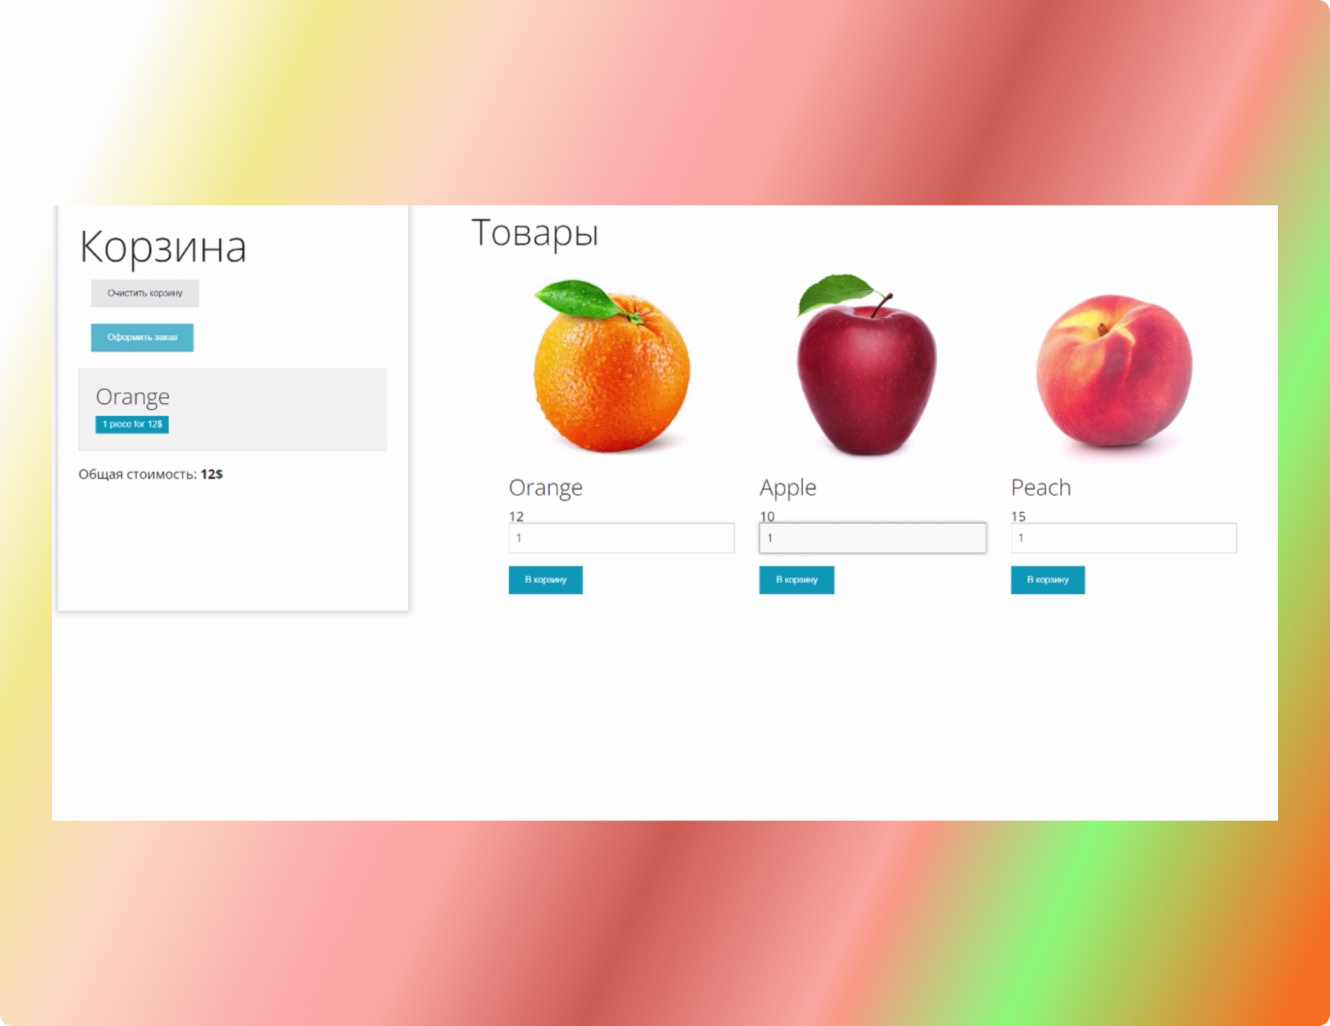 Корзина
Очистить корзину
Оформить заказ
Orange
1 piece for 12$
Общая стоимость: 12$
Товары
Orange
12
1
В корзину
Apple
10
1
В корзину
Peach
15
1
В корзину